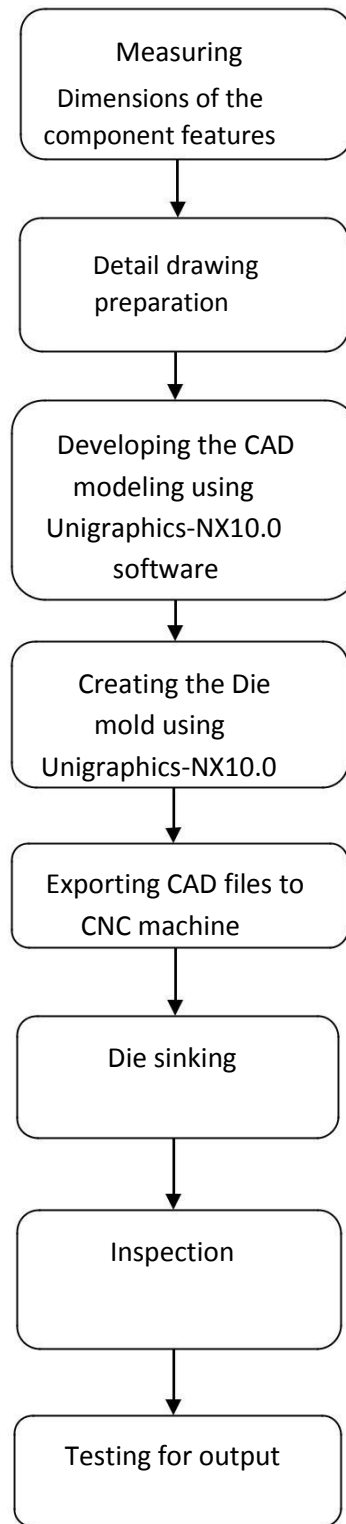 Measuring
Dimensions of the
component features
Detail drawing
preparation
Developing the CAD
modeling using
Unigraphics-NX10.0
software
Creating the Die
mold using
Unigraphics-NX10.0
Exporting CAD files to
CNC machine
Die sinking
Inspection
Testing for output